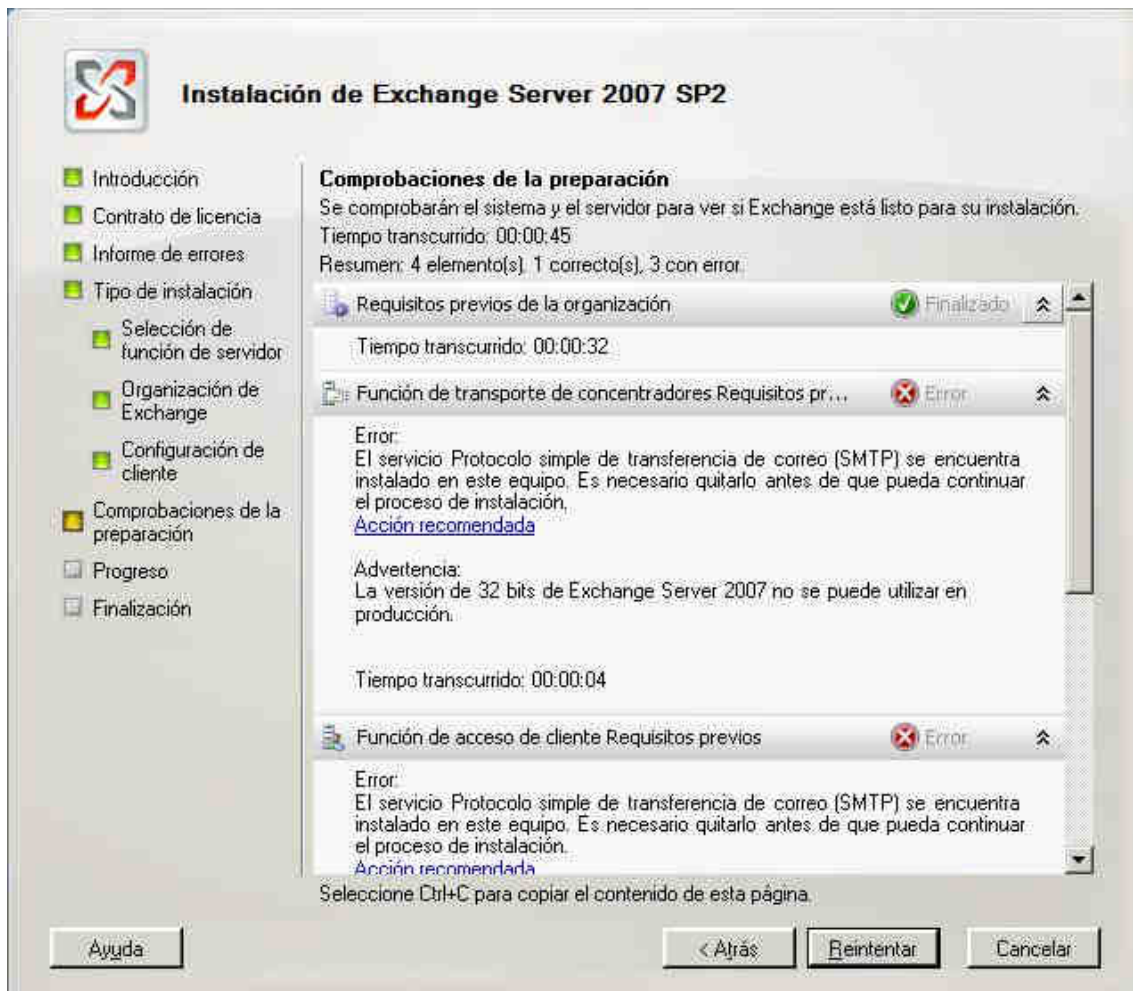 Instalación de Exchange Server 2007 SP2
Introducción
Contrato de licencia
Informe de errores
Tipo de instalación
Selección de
función de servidor
Organización de
Exchange
Configuración de
cliente
Comprobaciones de la
preparación
Progreso
Finalización
Comprobaciones de la preparación
Se comprobarán el sistema y el servidor para ver si Exchange está listo para su instalación.
Tiempo transcurrido: 00:00:45
Resumen: 4 elemento(s). 1 correcto(s), 3 con error.
Requisitos previos de la organización Finalizado
Tiempo transcurrido: 00:00:32
Función de transporte de concentradores Requisitos pr... Error
Error:
El servicio Protocolo simple de transferencia de correo (SMTP) se encuentra
instalado en este equipo. Es necesario quitarlo antes de que pueda continuar
el proceso de instalación.
Acción recomendada
Advertencia:
La versión de 32 bits de Exchange Server 2007 no se puede utilizar en
producción.
Tiempo transcurrido: 00:00:04
Función de acceso de cliente Requisitos previos Error
Error:
El servicio Protocolo simple de transferencia de correo (SMTP) se encuentra
instalado en este equipo. Es necesario quitarlo antes de que pueda continuar
el proceso de instalación.
Acción recomendada
Seleccione Ctrl+C para copiar el contenido de esta página.
Ayuda
< Atrás
Reintentar
Cancelar